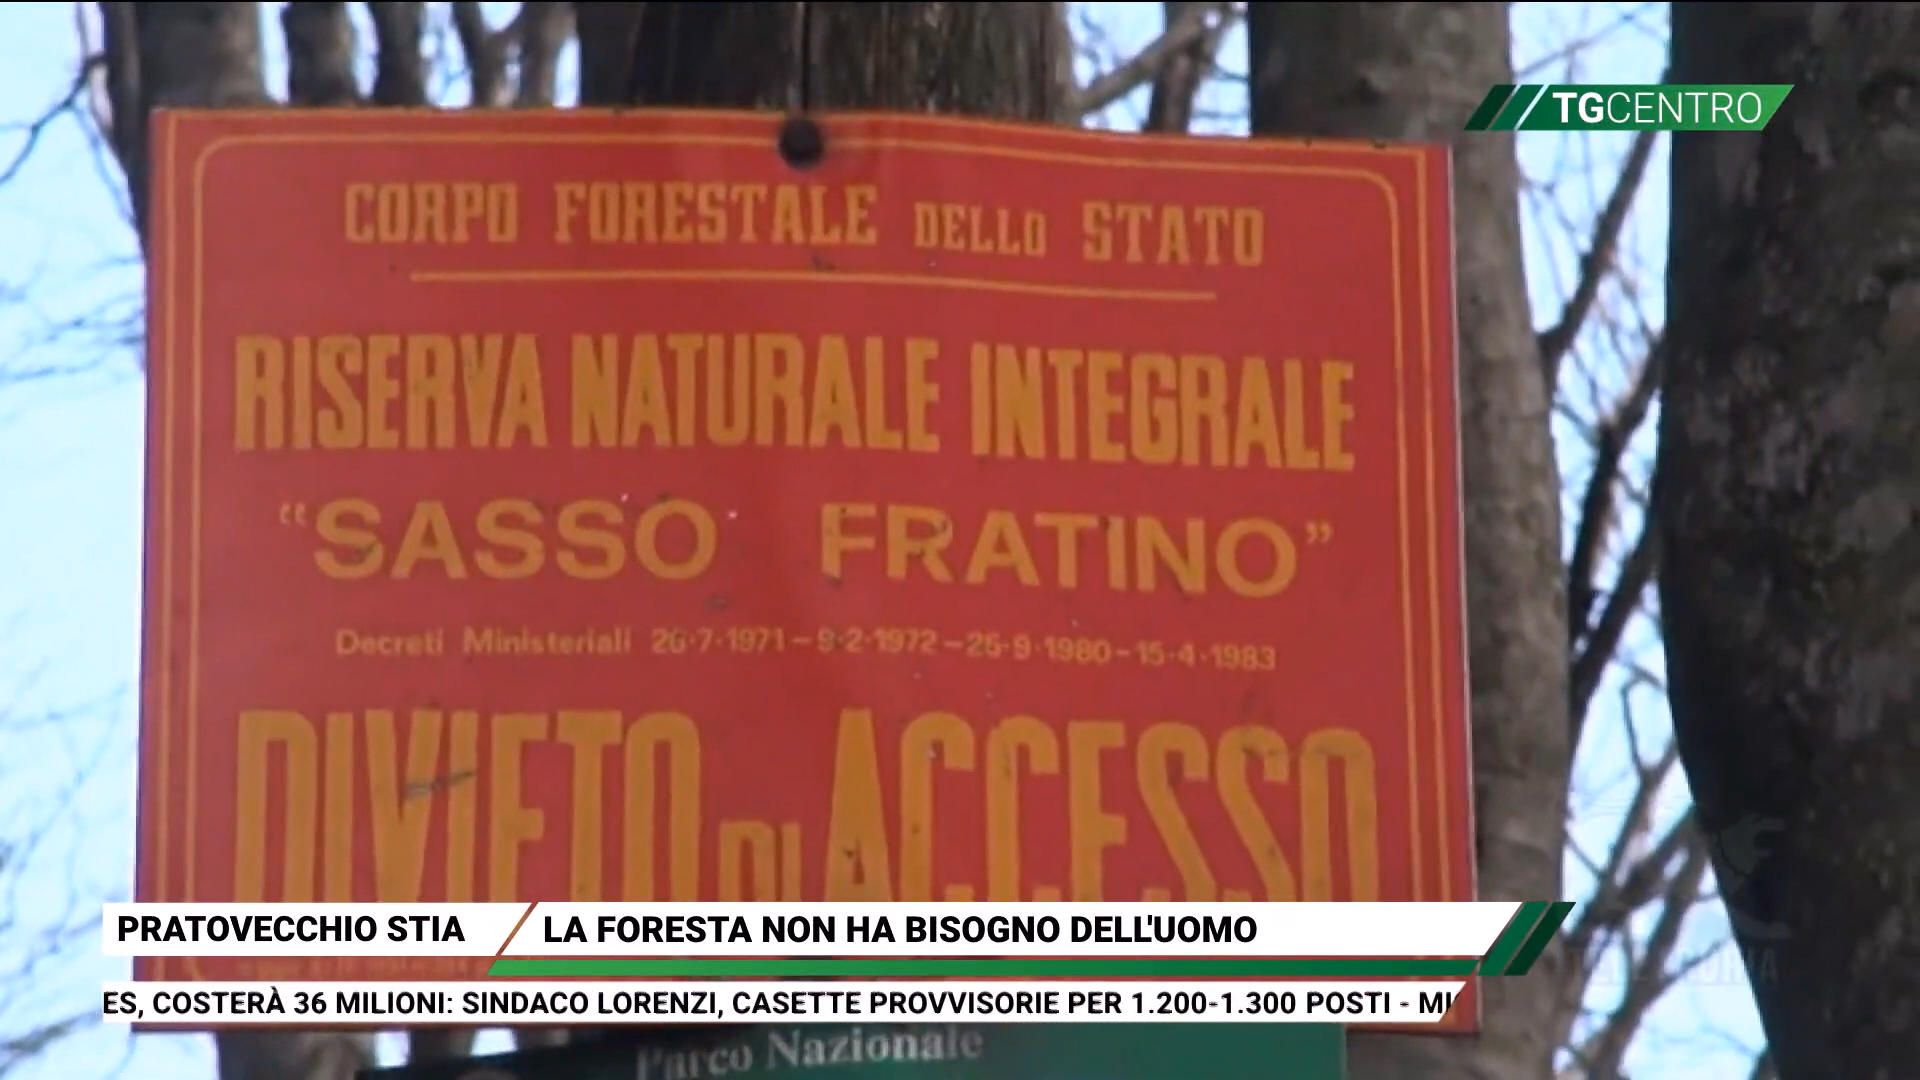 TGCENTRO
CORPO FORESTALE DELLO STATO
RISERVA NATURALE INTEGRALE
“SASSO FRATINO”
Decreti Ministeriali 26·7·1971–9·2·1972–25·9·1980–15·4·1983
DIVIETO DI ACCESSO
PRATOVECCHIO STIA LA FORESTA NON HA BISOGNO DELL'UOMO
ES, COSTERÀ 36 MILIONI: SINDACO LORENZI, CASETTE PROVVISORIE PER 1.200-1.300 POSTI - MI
Parco Nazionale